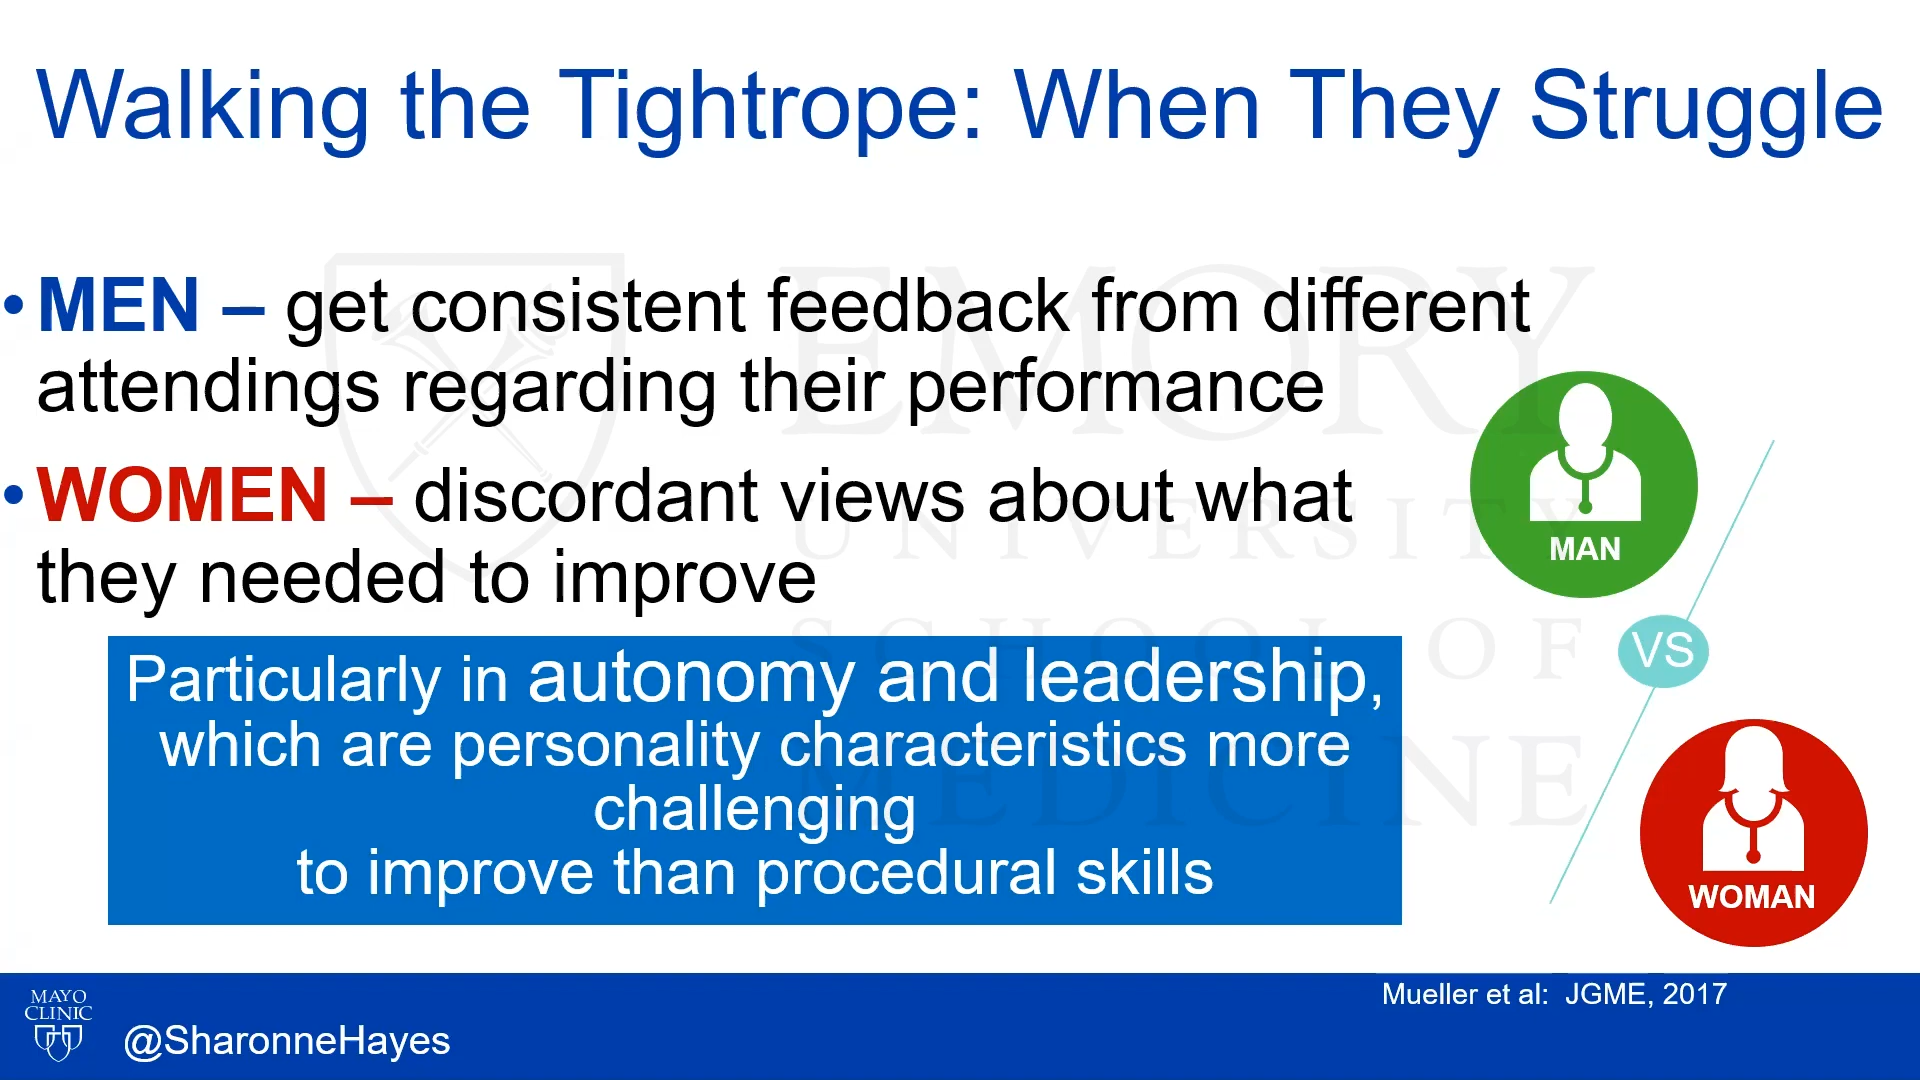 Walking the Tightrope: When They Struggle
• MEN – get consistent feedback from different
attendings regarding their performance
• WOMEN – discordant views about what
they needed to improve
Particularly in autonomy and leadership,
which are personality characteristics more
challenging
to improve than procedural skills
MAN
VS
WOMAN
EMORY
UNIVERSITY
SCHOOL OF
MEDICINE
Mueller et al: JGME, 2017
MAYO
CLINIC
@SharonneHayes